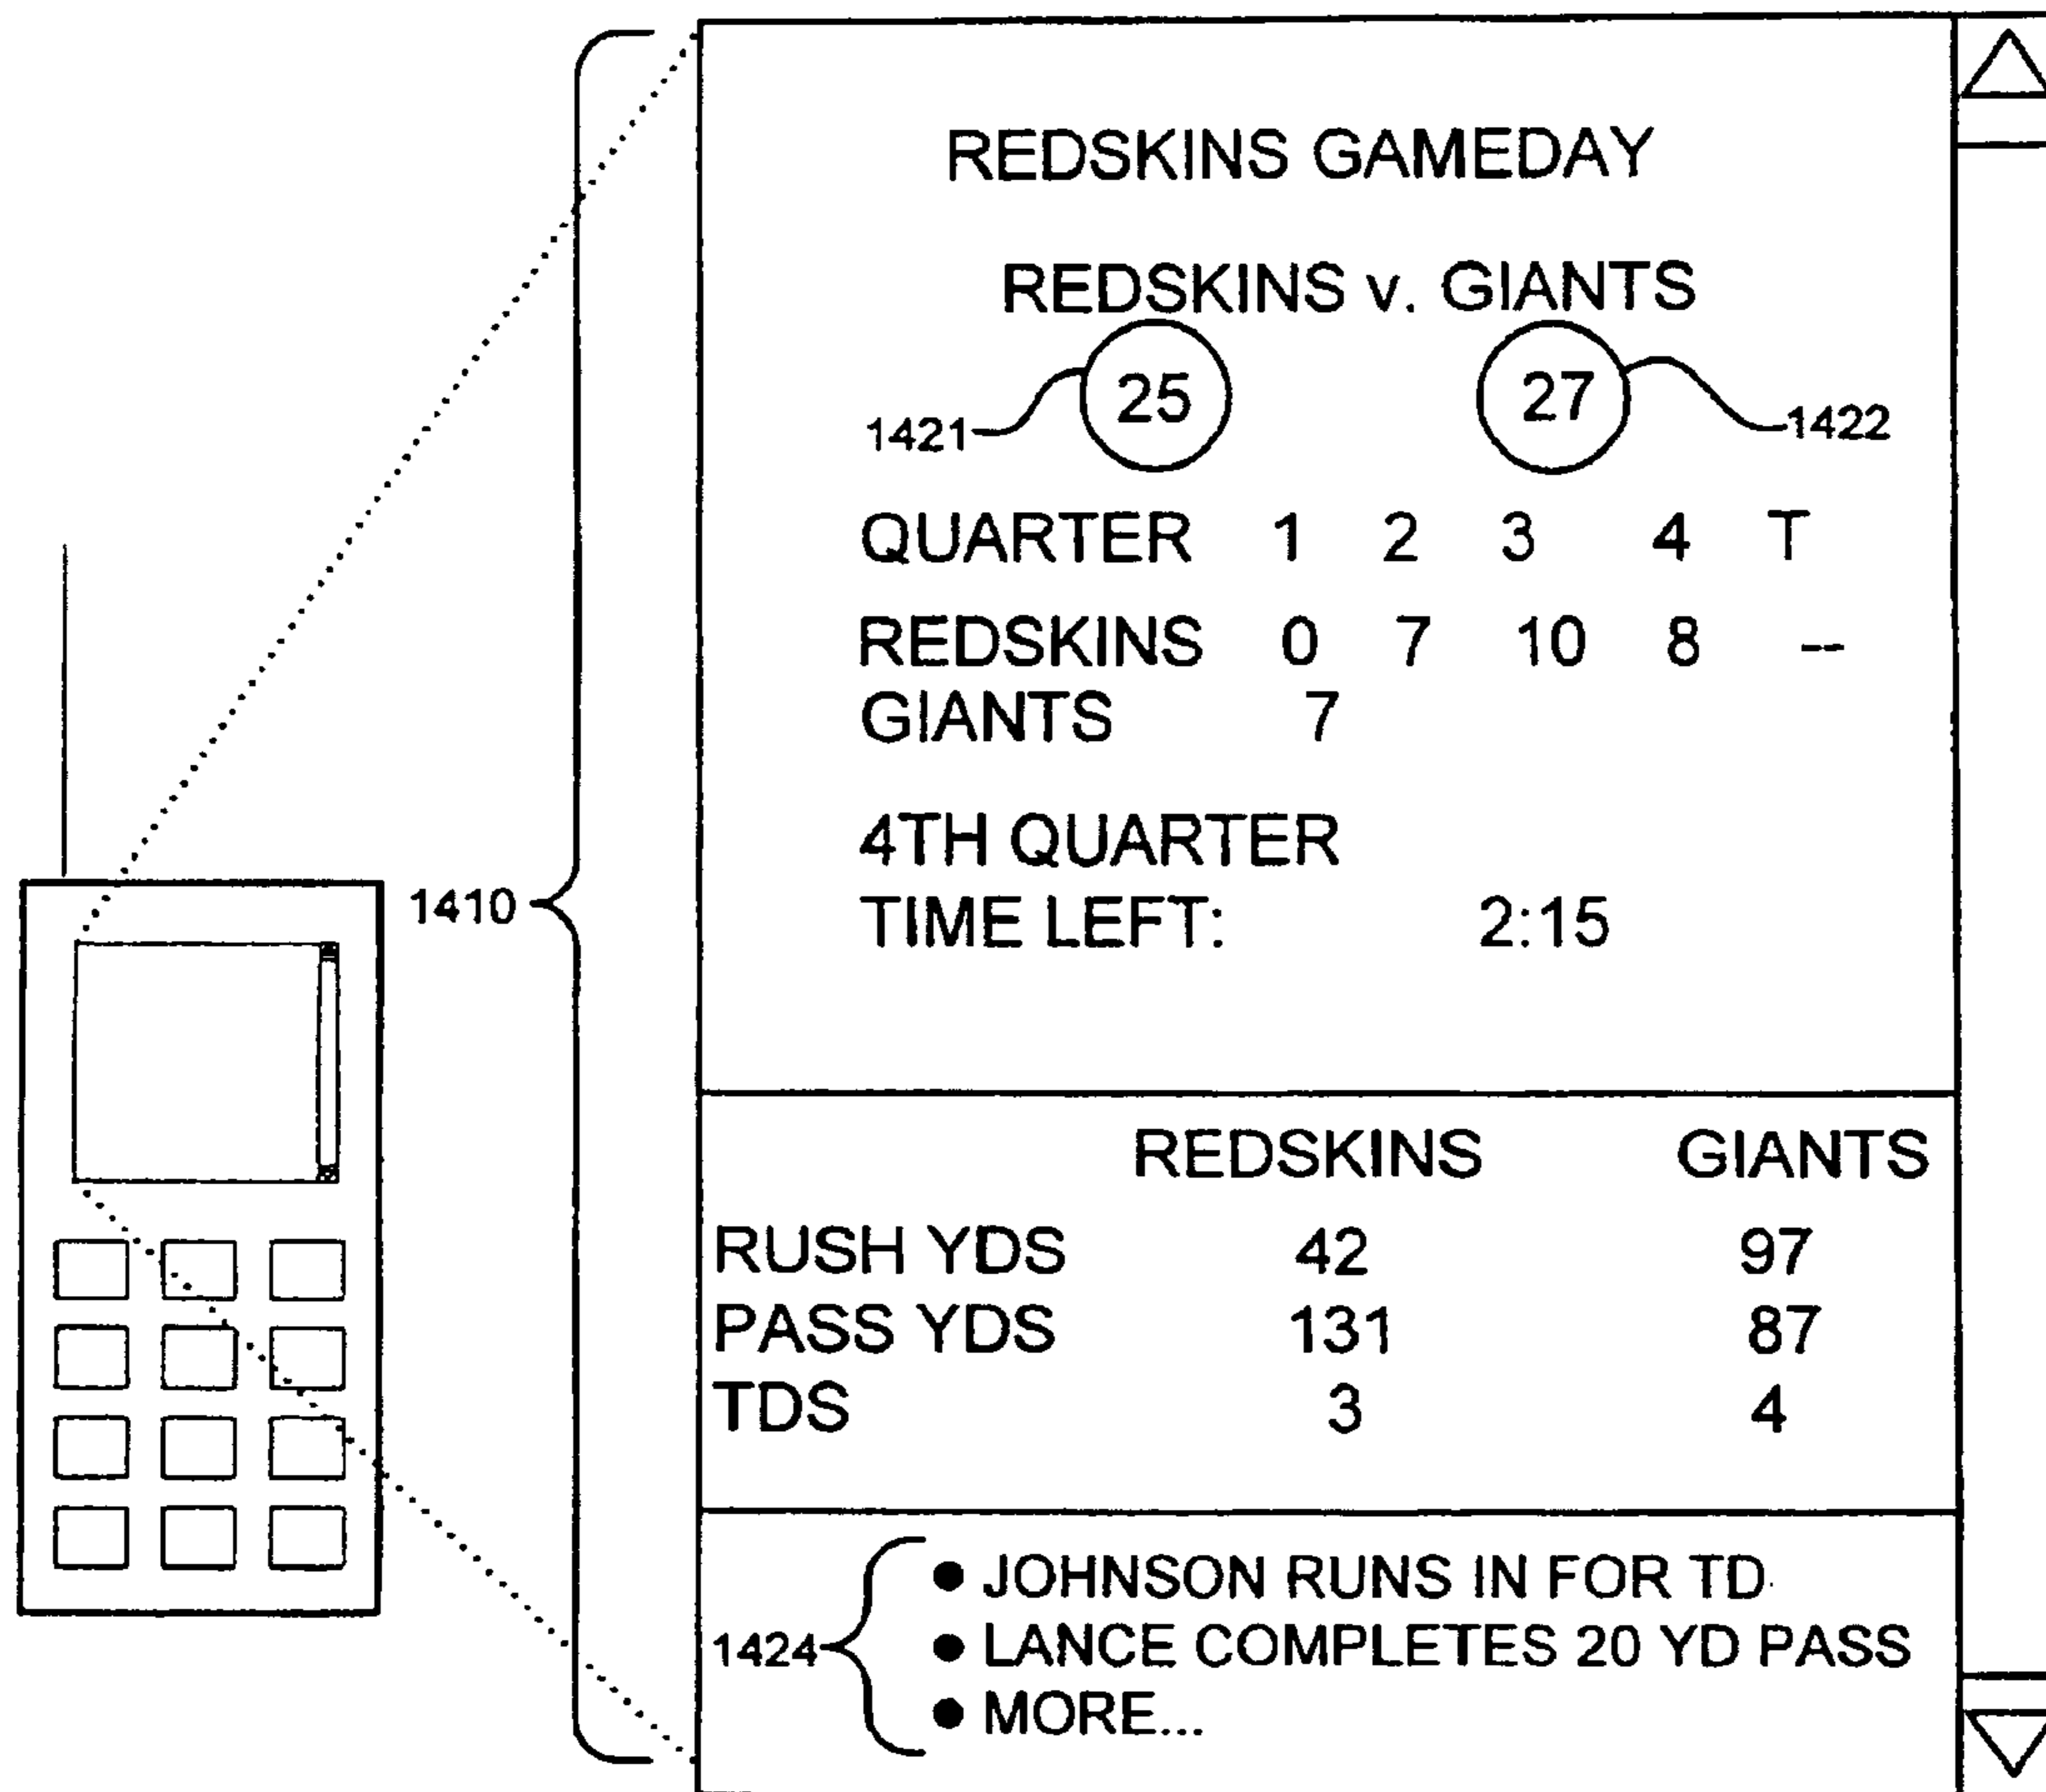 REDSKINS GAMEDAY
REDSKINS v. GIANTS
25 27
1421 1422
QUARTER 1 2 3 4 T
REDSKINS 0 7 10 8 --
GIANTS 7
4TH QUARTER
1410
TIME LEFT: 2:15
REDSKINS GIANTS
RUSH YDS 42 97
PASS YDS 131 87
TDS 3 4
1424
● JOHNSON RUNS IN FOR TD
● LANCE COMPLETES 20 YD PASS
● MORE...